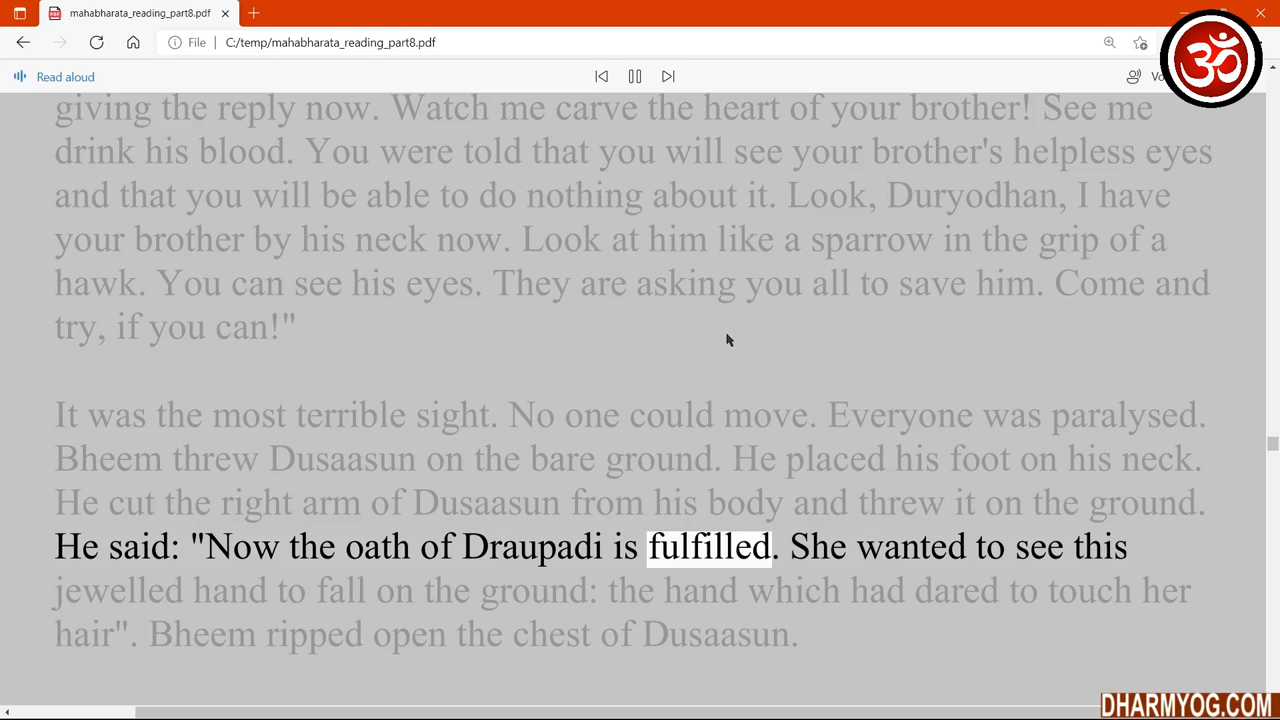 mahabharata_reading_part8.pdf
File
C:/temp/mahabharata_reading_part8.pdf
Read aloud
giving the reply now. Watch me carve the heart of your brother! See me
drink his blood. You were told that you will see your brother's helpless eyes
and that you will be able to do nothing about it. Look, Duryodhan, I have
your brother by his neck now. Look at him like a sparrow in the grip of a
hawk. You can see his eyes. They are asking you all to save him. Come and
try, if you can!"
It was the most terrible sight. No one could move. Everyone was paralysed.
Bheem threw Dusaasun on the bare ground. He placed his foot on his neck.
He cut the right arm of Dusaasun from his body and threw it on the ground.
He said: "Now the oath of Draupadi is fulfilled. She wanted to see this
jewelled hand to fall on the ground: the hand which had dared to touch her
hair". Bheem ripped open the chest of Dusaasun.
ॐ
DHARMYOG.COM